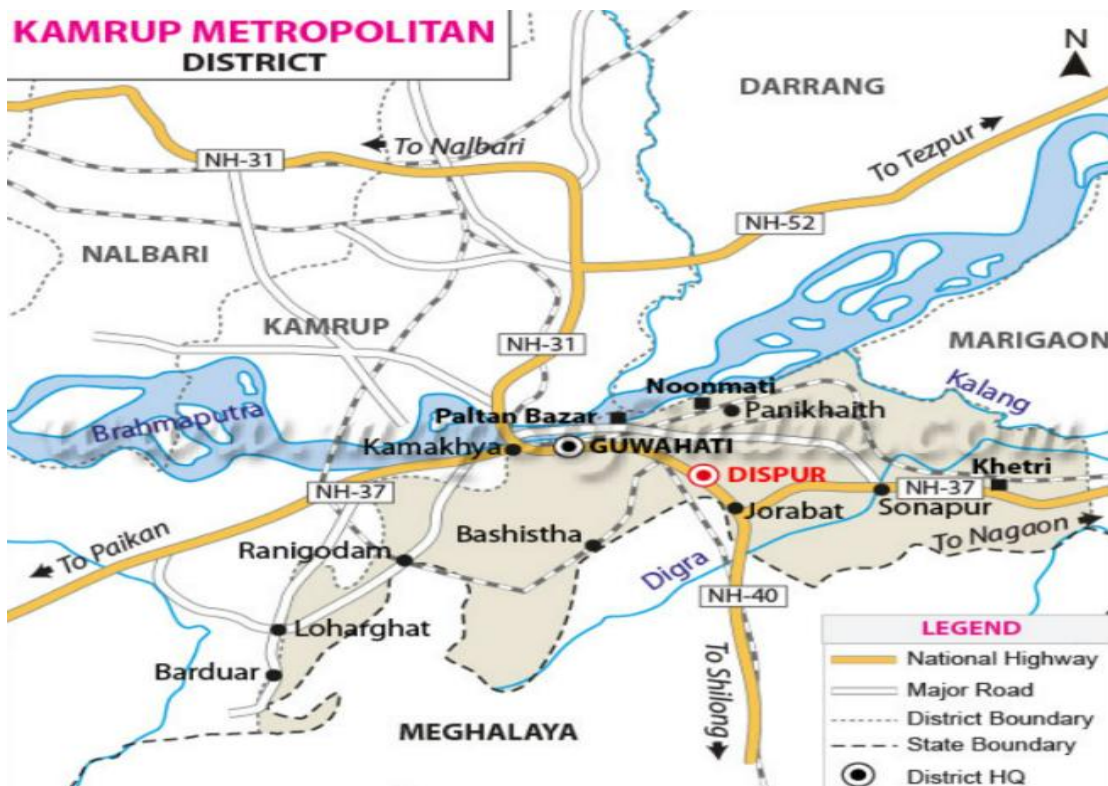 KAMRUP METROPOLITAN
DISTRICT
N
DARRANG
To Nalbari
NH-31
To Tezpur
NH-52
NALBARI
KAMRUP
NH-31
MARIGAON
Noonmati
Kalang
Paltan Bazar
Panikhaith
Brahmaputra
Kamakhya
GUWAHATI
DISPUR
Khetri
NH-37
NH-37
Jorabat
Sonapur
To Paikan
Ranigodam
Bashistha
To Nagaon
Digra
NH-40
Loharghat
To Shilong
Barduar
MEGHALAYA
LEGEND
National Highway
Major Road
District Boundary
State Boundary
District HQ